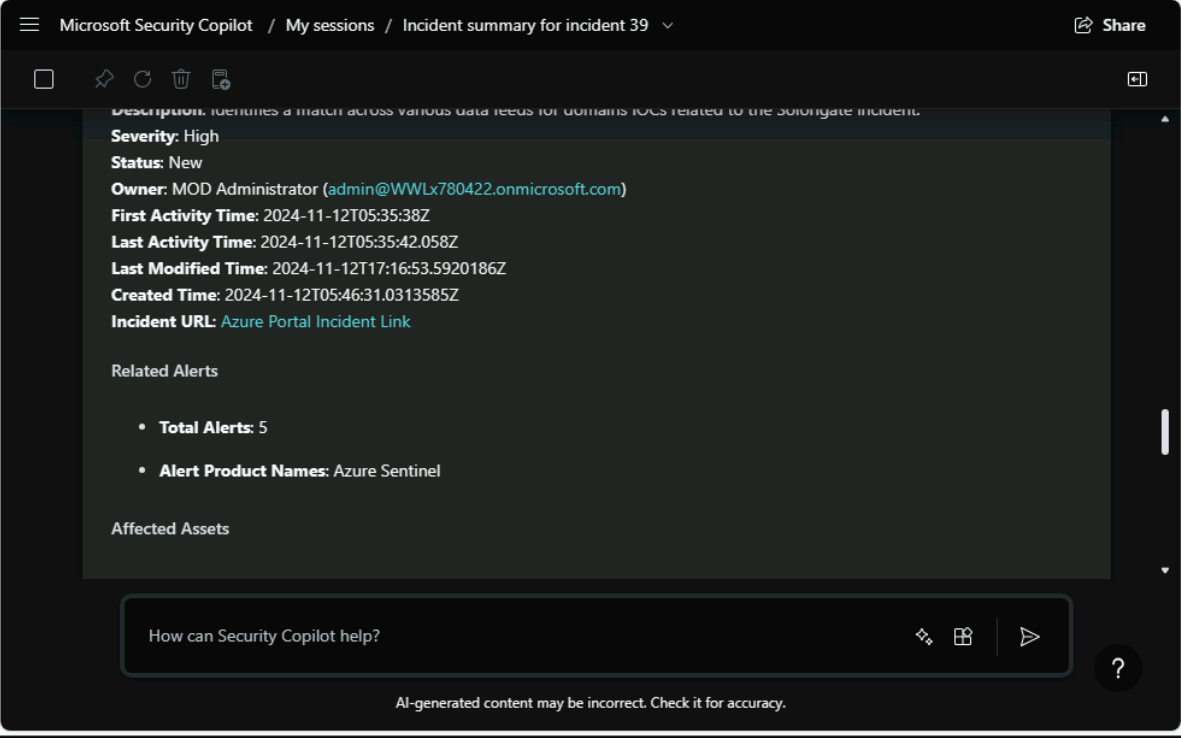 Microsoft Security Copilot / My sessions / Incident summary for incident 39
Share
Description: Identifies a match across various data feeds for domains IOCs related to the Solorigate incident.
Severity: High
Status: New
Owner: MOD Administrator (admin@WWLx780422.onmicrosoft.com)
First Activity Time: 2024-11-12T05:35:38Z
Last Activity Time: 2024-11-12T05:35:42.058Z
Last Modified Time: 2024-11-12T17:16:53.5920186Z
Created Time: 2024-11-12T05:46:31.0313585Z
Incident URL: Azure Portal Incident Link
Related Alerts
• Total Alerts: 5
• Alert Product Names: Azure Sentinel
Affected Assets
How can Security Copilot help?
?
AI-generated content may be incorrect. Check it for accuracy.